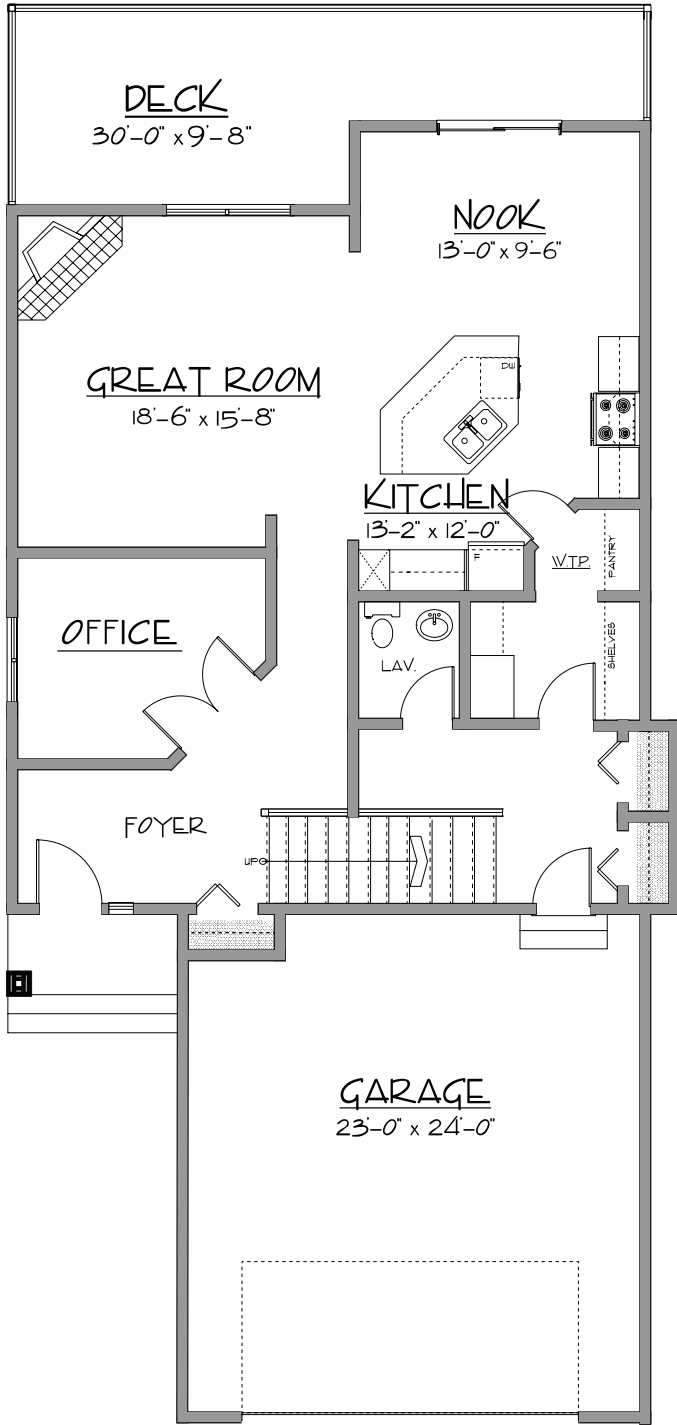 DECK
30'-0" x 9'-8"
NOOK
13'-0" x 9'-6"
DW
GREAT ROOM
18'-6" x 15'-8"
KITCHEN
13'-2" x 12'-0"
F
W.T.P.
PANTRY
OFFICE
LAV.
SHELVES
FOYER
UP
GARAGE
23'-0" x 24'-0"